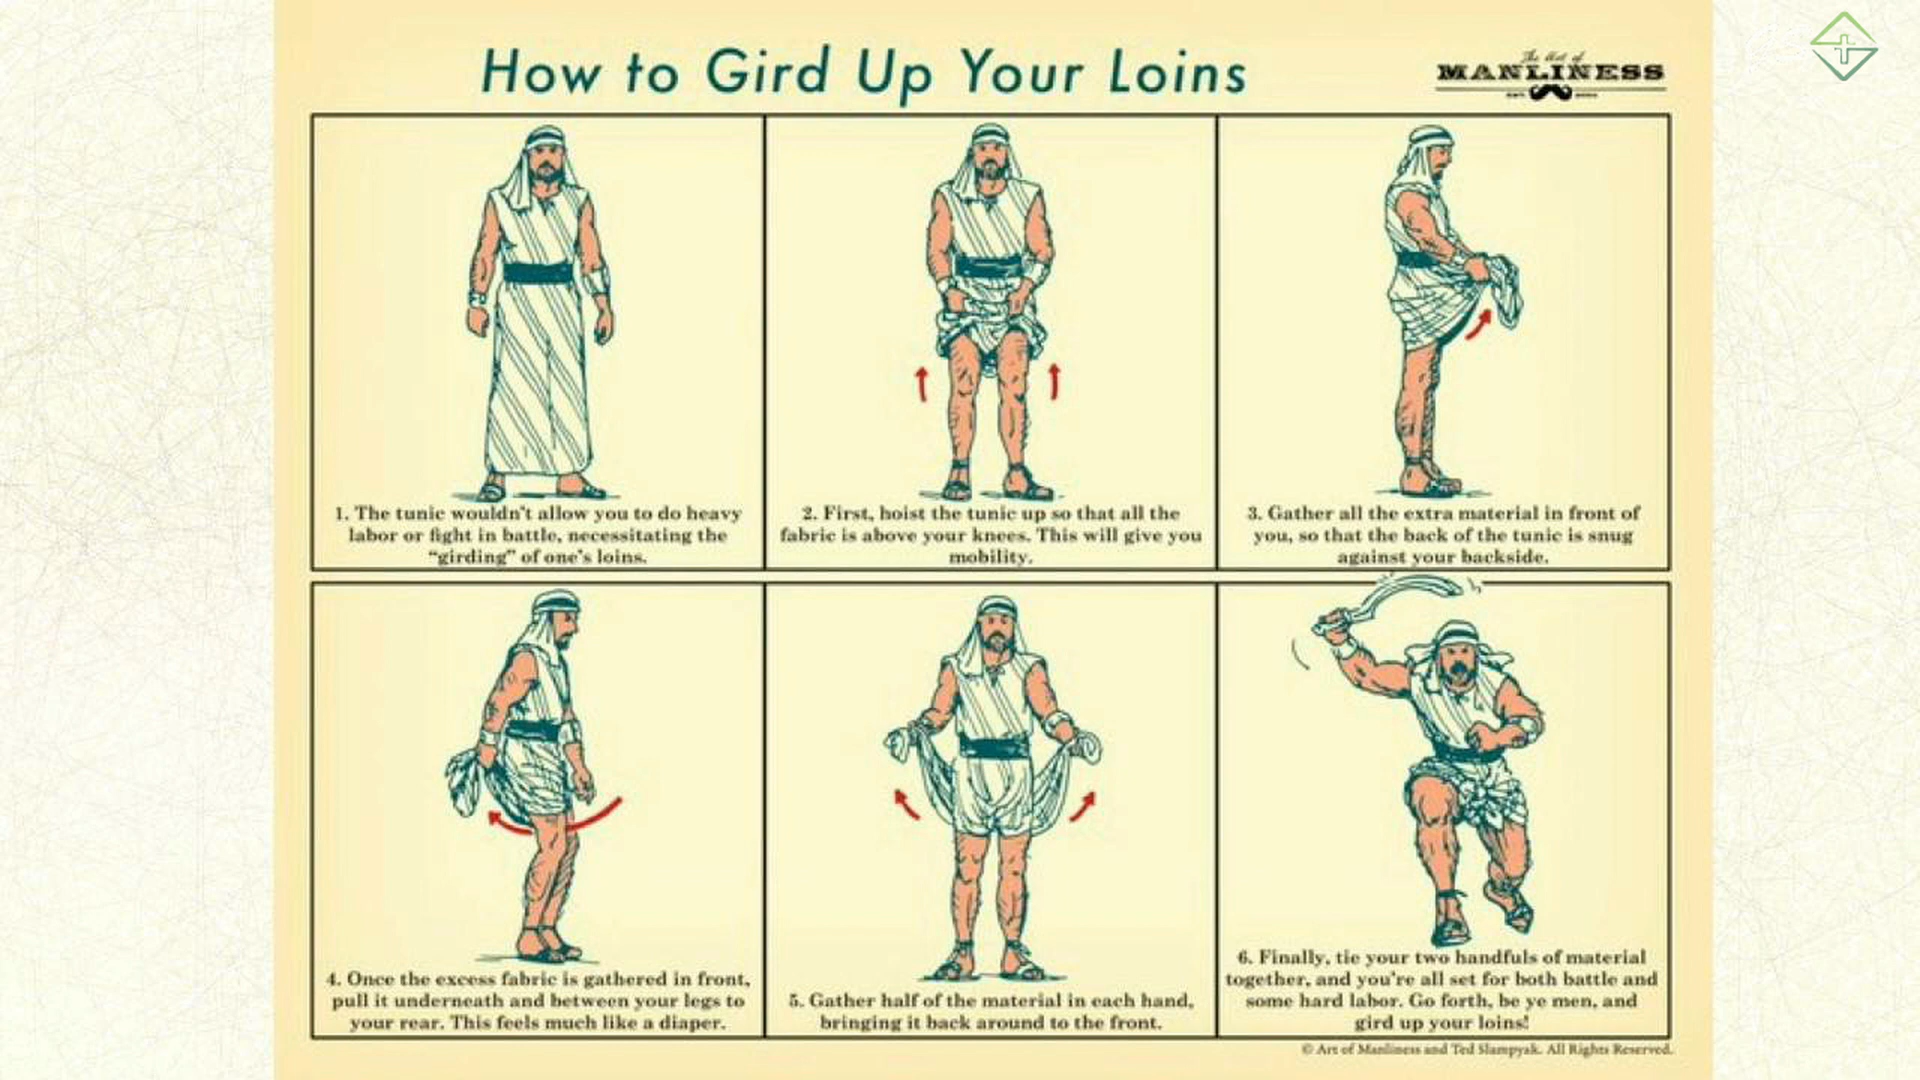 How to Gird Up Your Loins
The Art of
MANLINESS
1. The tunic wouldn't allow you to do heavy
labor or fight in battle, necessitating the
“girding” of one's loins.
2. First, hoist the tunic up so that all the
fabric is above your knees. This will give you
mobility.
3. Gather all the extra material in front of
you, so that the back of the tunic is snug
against your backside.
4. Once the excess fabric is gathered in front,
pull it underneath and between your legs to
your rear. This feels much like a diaper.
5. Gather half of the material in each hand,
bringing it back around to the front.
6. Finally, tie your two handfuls of material
together, and you're all set for both battle and
some hard labor. Go forth, be ye men, and
gird up your loins!
© Art of Manliness and Ted Slampyak. All Rights Reserved.